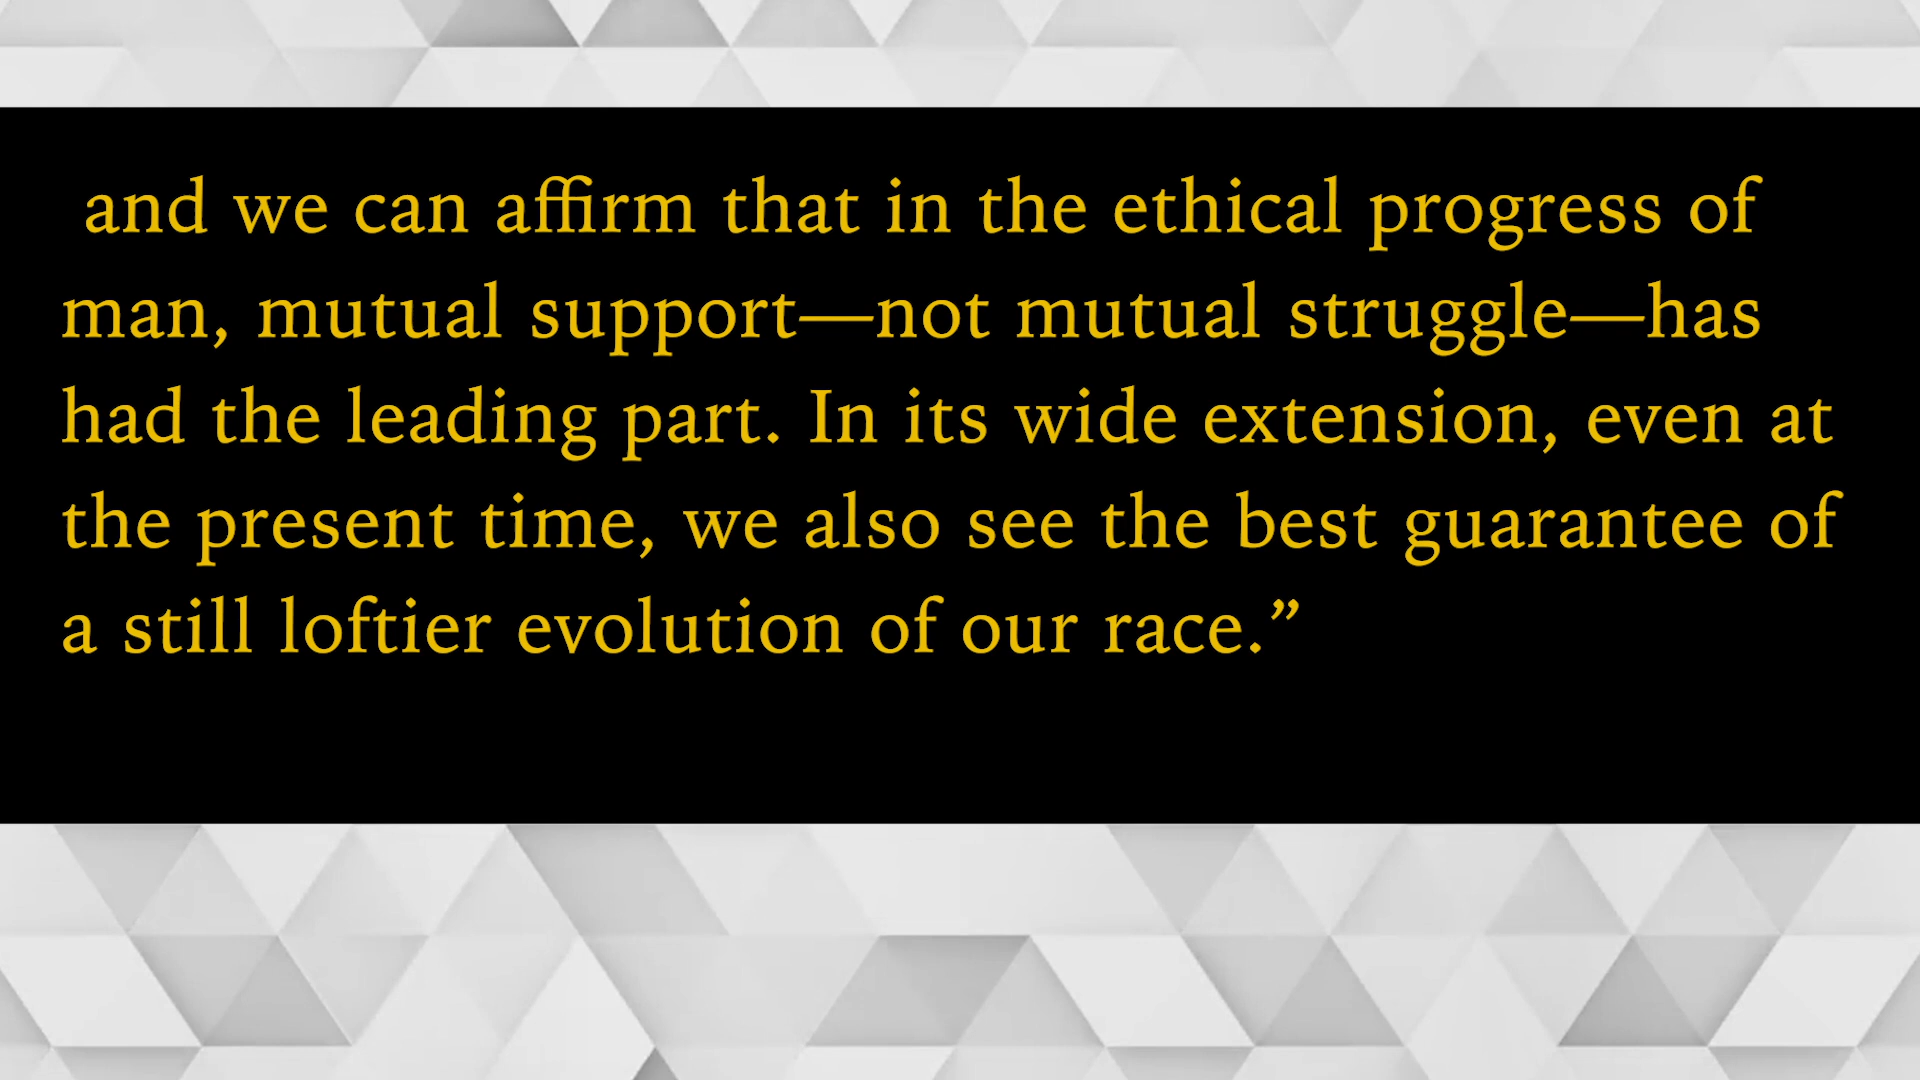 and we can affirm that in the ethical progress of
man, mutual support—not mutual struggle—has
had the leading part. In its wide extension, even at
the present time, we also see the best guarantee of
a still loftier evolution of our race.”